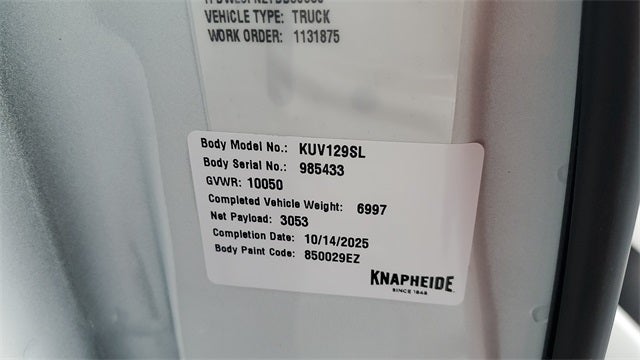 VEHICLE TYPE: TRUCK
WORK ORDER: 1131875
Body Model No.: KUV129SL
Body Serial No.: 985433
GVWR: 10050
Completed Vehicle Weight: 6997
Net Payload: 3053
Completion Date: 10/14/2025
Body Paint Code: 850029EZ
KNAPHEIDE
SINCE 1848